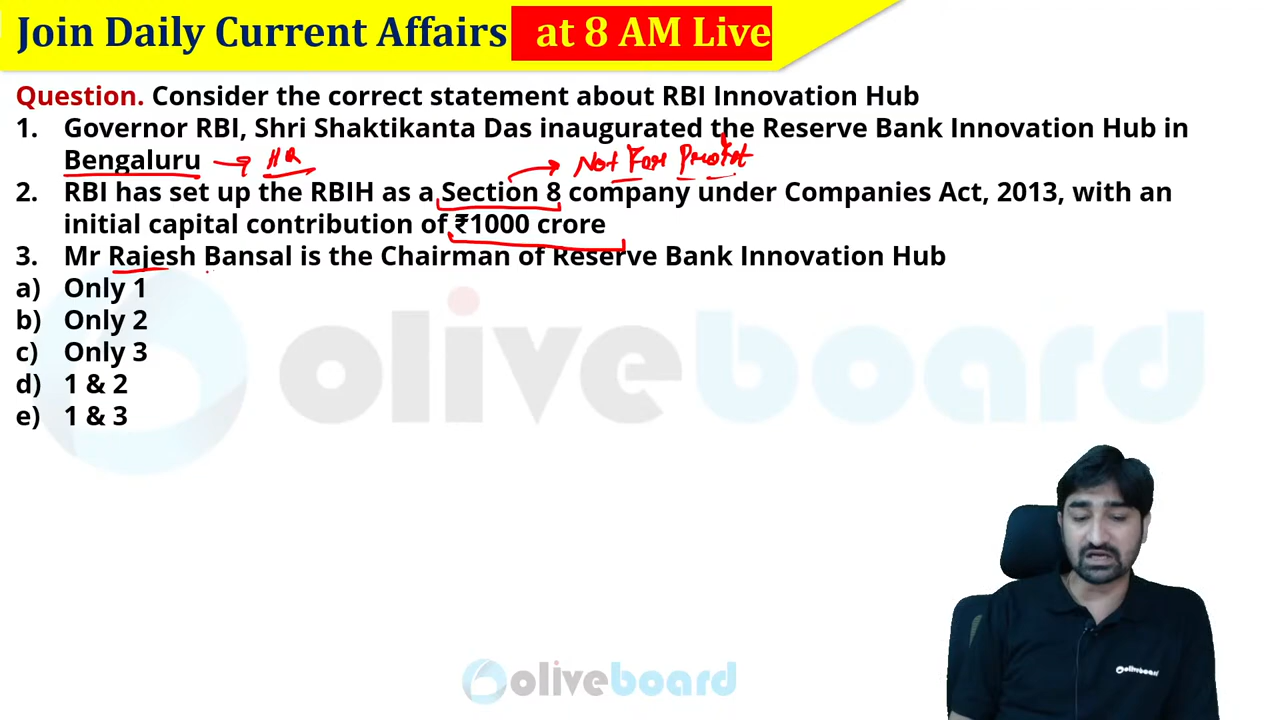 Join Daily Current Affairs at 8 AM Live
Question. Consider the correct statement about RBI Innovation Hub
1. Governor RBI, Shri Shaktikanta Das inaugurated the Reserve Bank Innovation Hub in
Bengaluru → HQ Not For Profit
2. RBI has set up the RBIH as a Section 8 company under Companies Act, 2013, with an
initial capital contribution of ₹1000 crore
3. Mr Rajesh Bansal is the Chairman of Reserve Bank Innovation Hub
a) Only 1
b) Only 2
c) Only 3
d) 1 & 2
e) 1 & 3
oliveboard
oliveboard
oliveboard